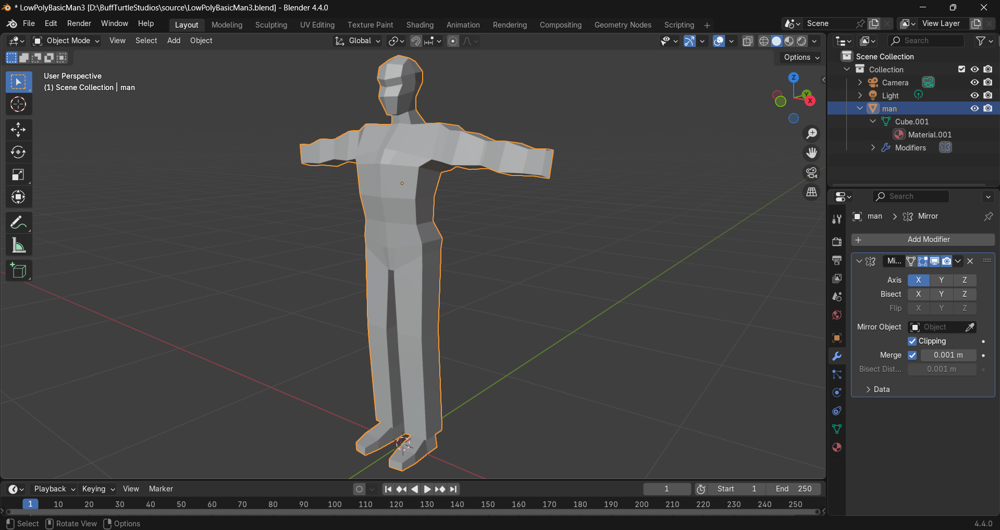 * LowPolyBasicMan3 [D:\BuffTurtleStudios\source\LowPolyBasicMan3.blend] - Blender 4.4.0
File Edit Render Window Help Layout Modeling Sculpting UV Editing Texture Paint Shading Animation Rendering Compositing Geometry Nodes Scripting + Scene View Layer
Object Mode View Select Add Object Global Search
Options
User Perspective
(1) Scene Collection | man
Z
Y
X
Scene Collection
Collection
Camera
Light
man
Cube.001
Material.001
Modifiers
Search
man > Mirror
+ Add Modifier
Mi...
Axis X Y Z
Bisect X Y Z
Flip X Y Z
Mirror Object Object
Clipping
Merge 0.001 m
Bisect Dist... 0.001 m
Data
Playback Keying View Marker 1 Start 1 End 250
1 10 20 30 40 50 60 70 80 90 100 110 120 130 140 150 160 170 180 190 200 210 220 230 240 250
Select Rotate View Options 4.4.0